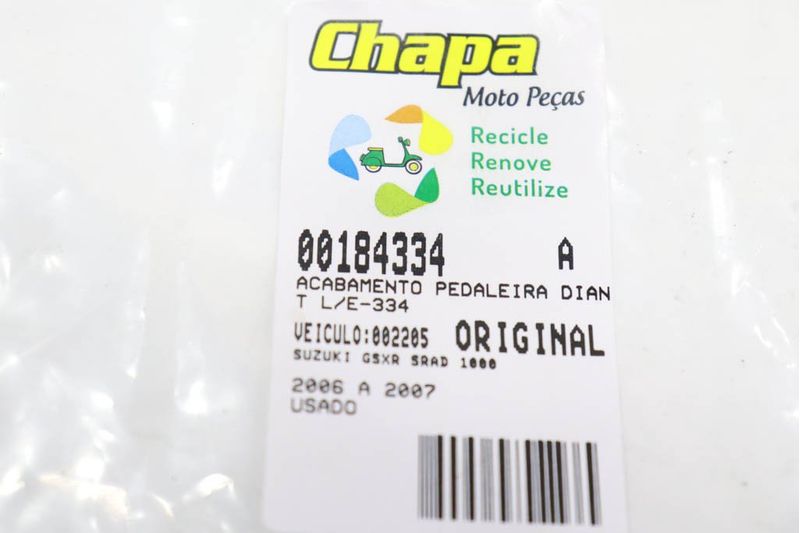 Chapa
Moto Peças
Recicle
Renove
Reutilize
00184334 A
ACABAMENTO PEDALEIRA DIAN
T L/E-334
VEICULO:002205 ORIGINAL
SUZUKI GSXR SRAD 1000
2006 A 2007
USADO